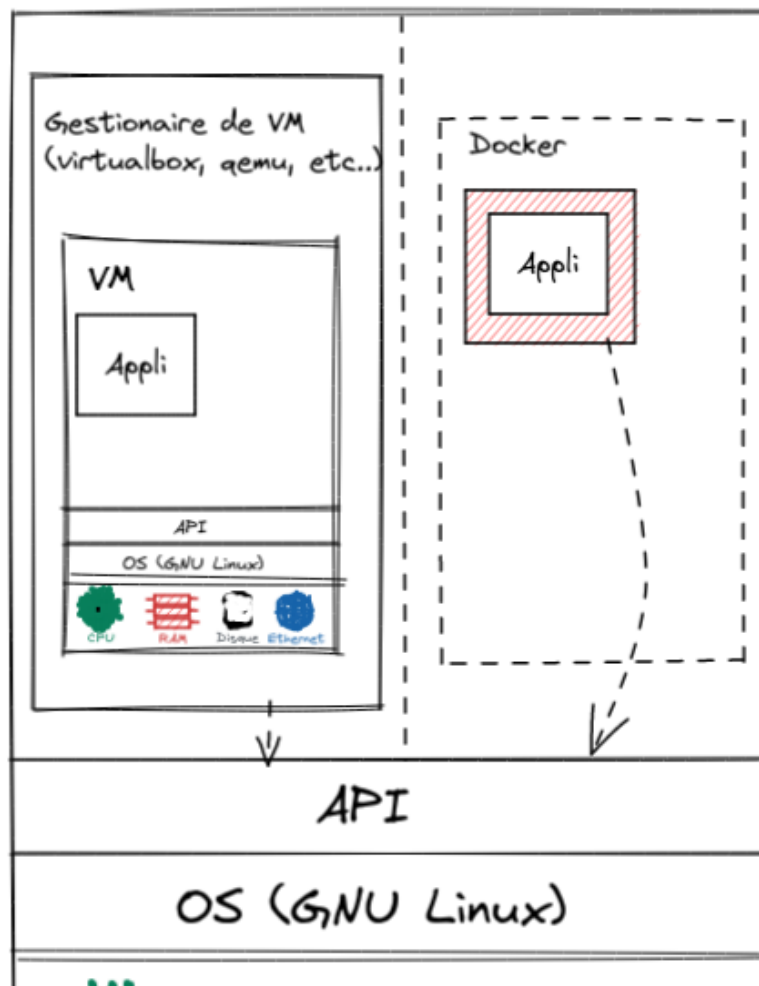 Gestionaire de VM
(virtualbox, qemu, etc..)
VM
Appli
API
OS (GNU Linux)
CPU
RAM
Disque
Ethernet
Docker
Appli
API
OS (GNU Linux)